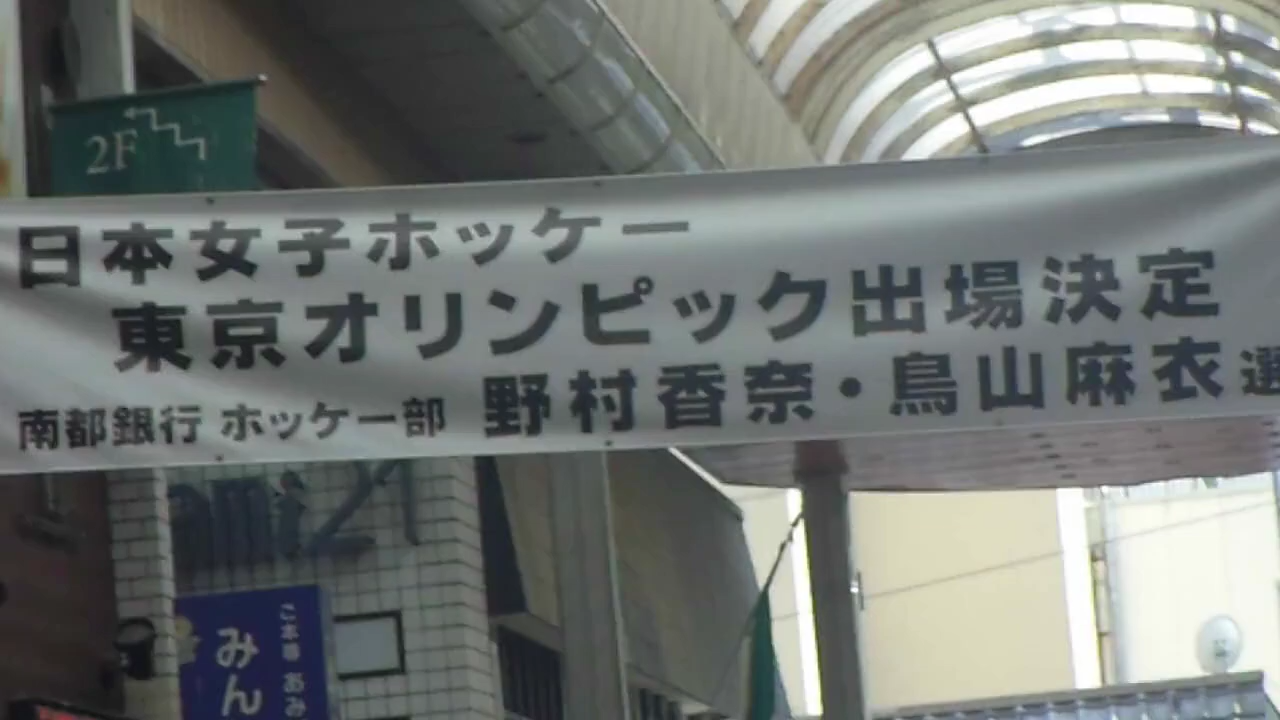 2F
日本女子ホッケー
東京オリンピック出場決定
南都銀行 ホッケー部 野村香奈・鳥山麻衣選
みん